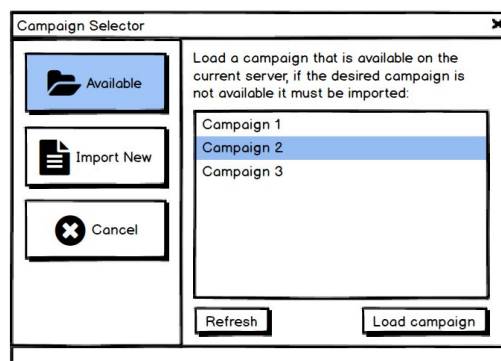 Campaign Selector
Available
Import New
Cancel
Load a campaign that is available on the
current server, if the desired campaign is
not available it must be imported:
Campaign 1
Campaign 2
Campaign 3
Refresh
Load campaign